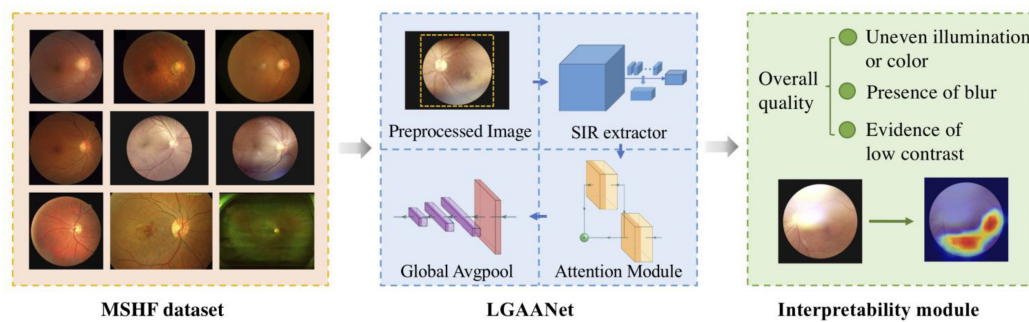 Preprocessed Image
SIR extractor
Global Avgpool
Attention Module
Overall
quality
Uneven illumination
or color
Presence of blur
Evidence of
low contrast
MSHF dataset
LGAANet
Interpretability module